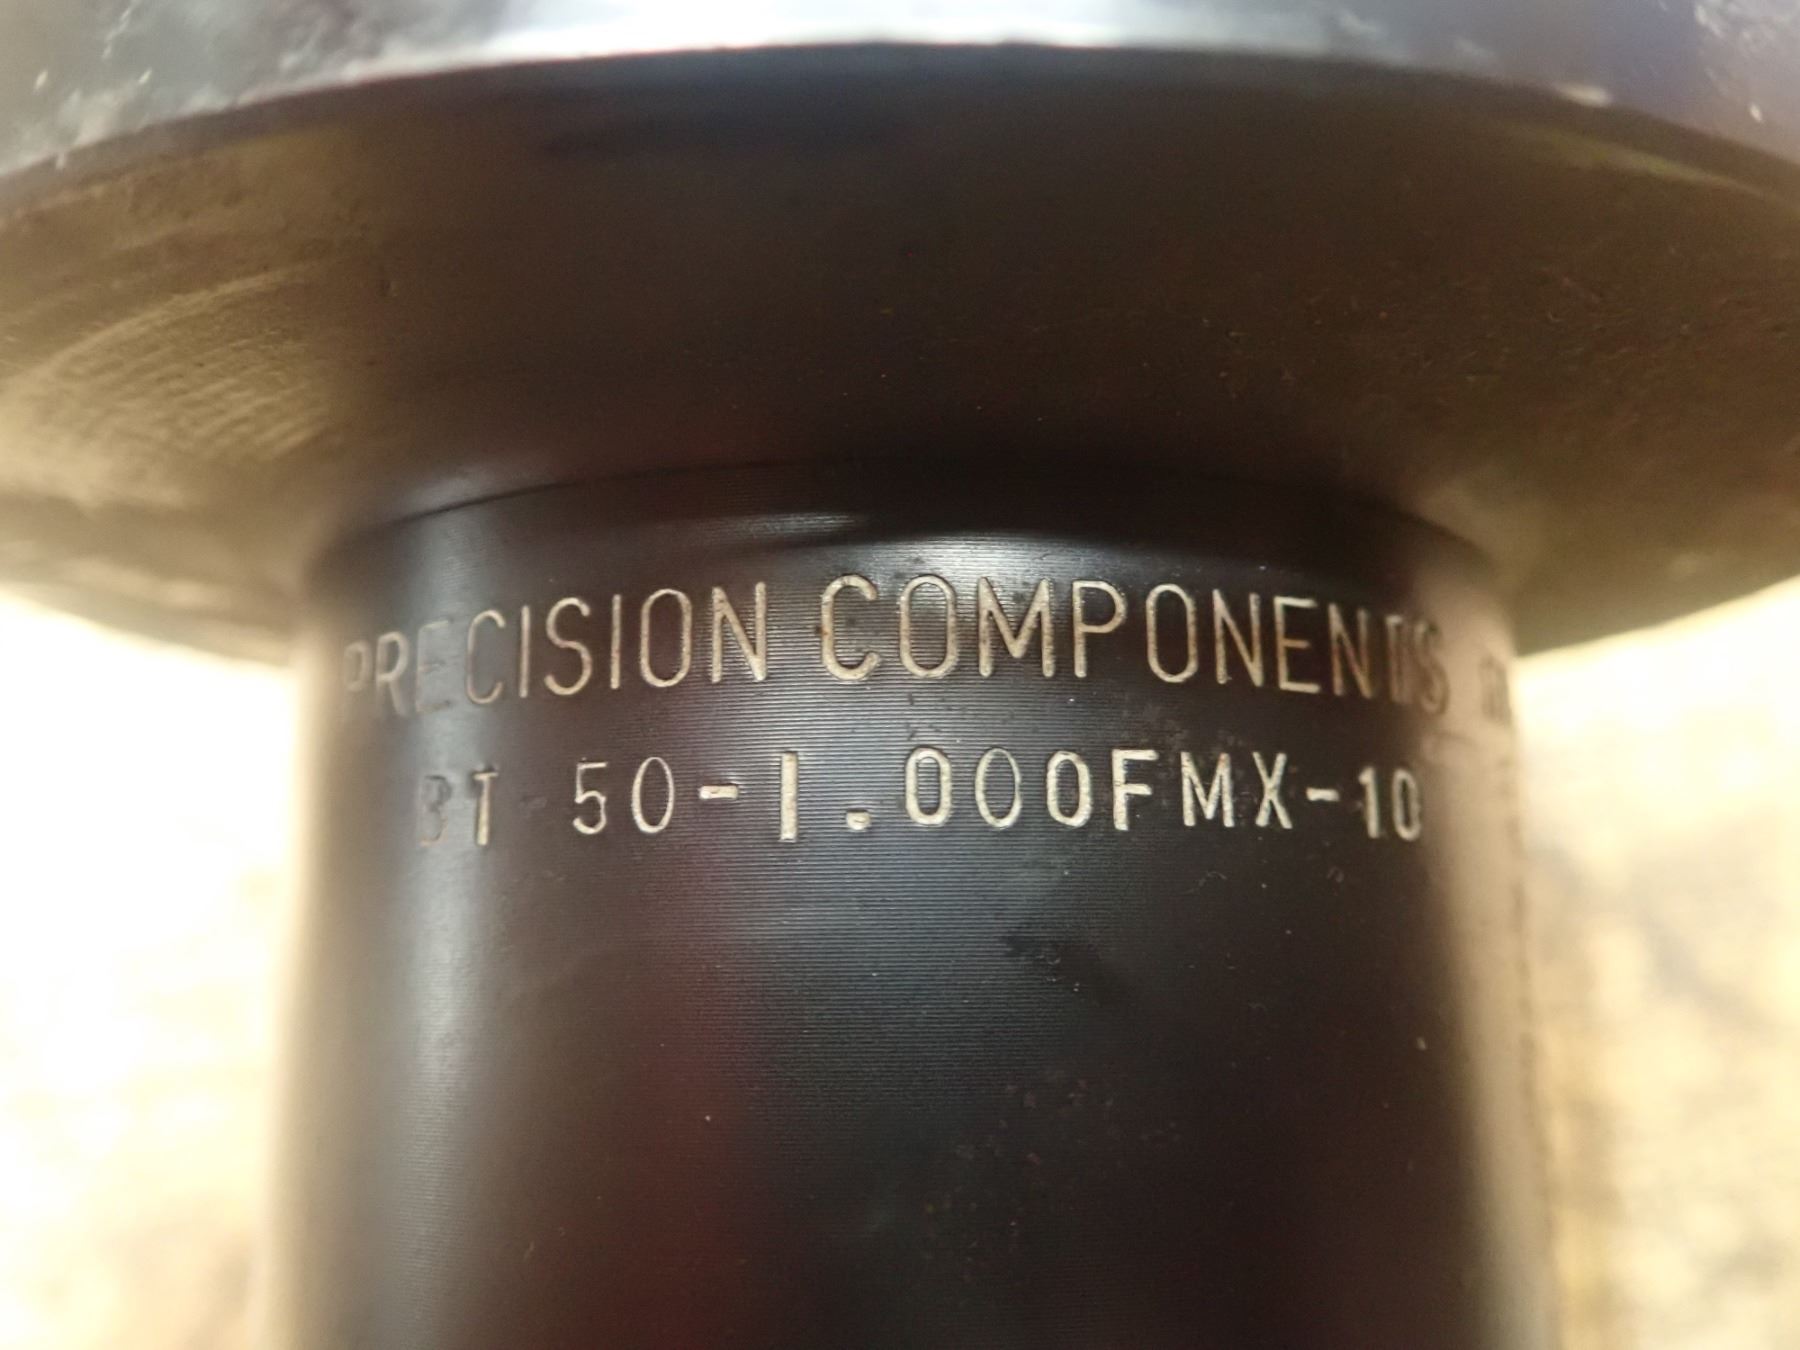 PRECISION COMPONENTS
BT 50-1.000FMX-10